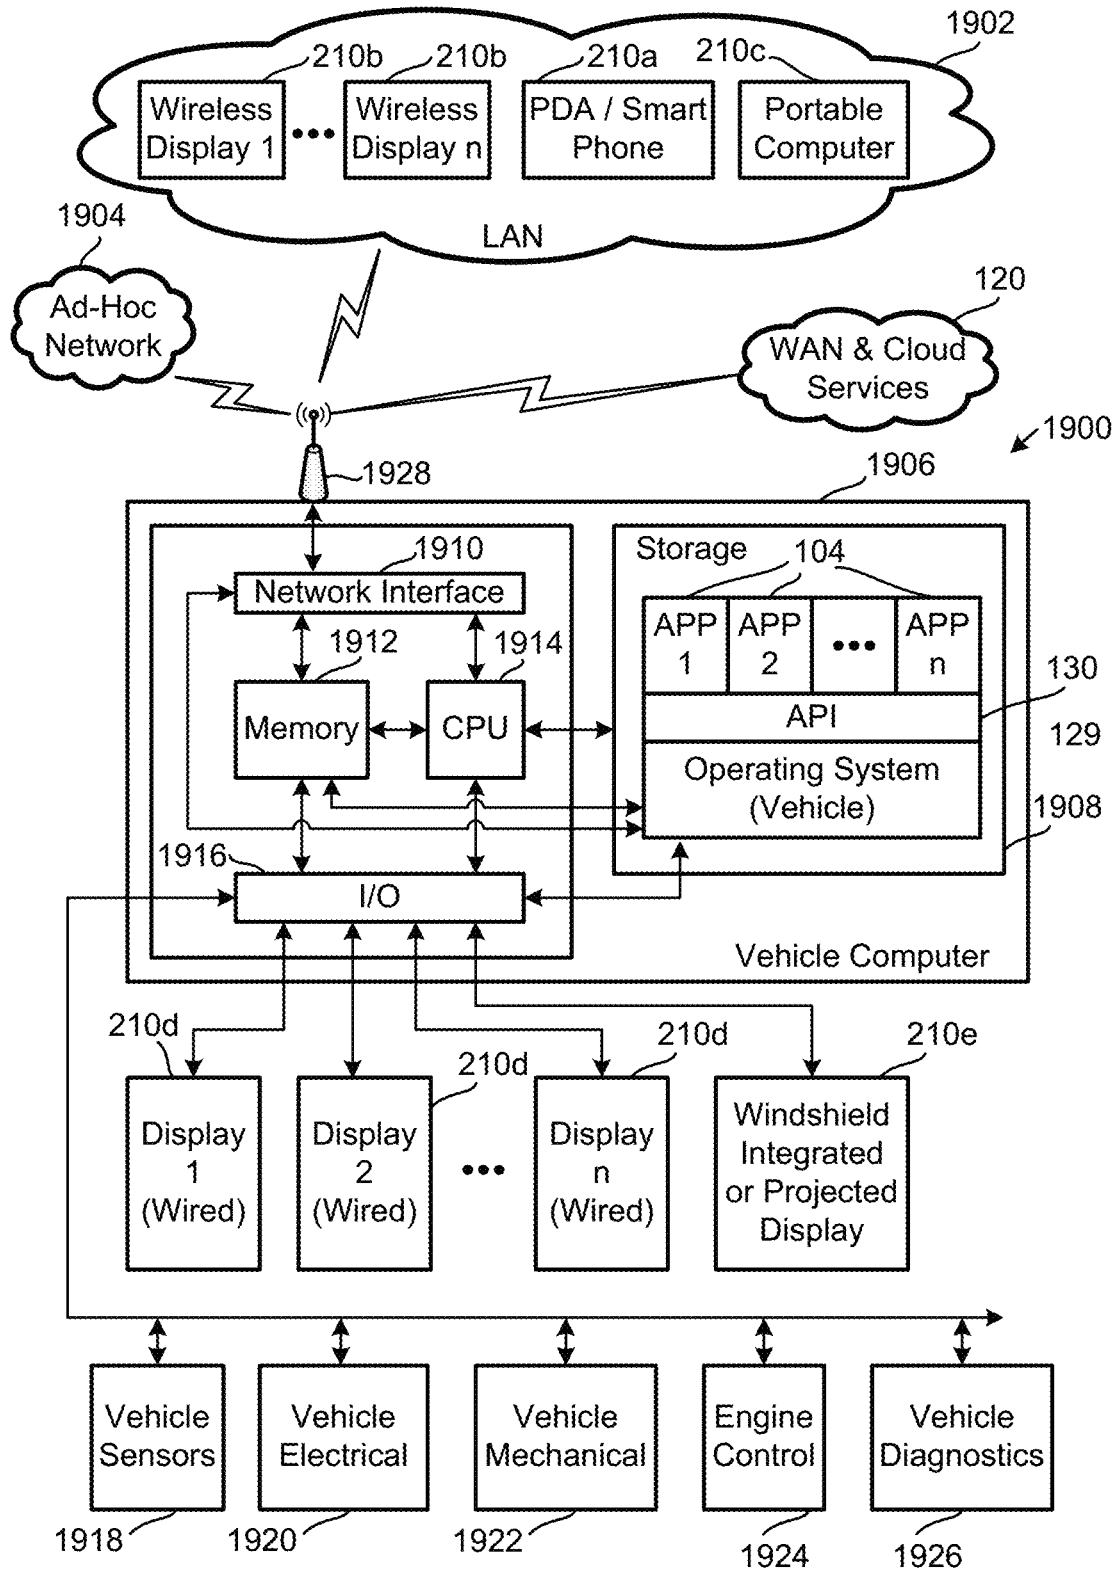 1902
210b
210b
210a
210c
Wireless
Display 1
Wireless
Display n
PDA / Smart
Phone
Portable
Computer
LAN
1904
Ad-Hoc
Network
120
WAN & Cloud
Services
1900
1928
1906
1910
Network Interface
Storage
104
APP
1
APP
2
APP
n
1912
1914
Memory
CPU
130
API
129
Operating System
(Vehicle)
1908
1916
I/O
Vehicle Computer
210d
210d
210d
210e
Display
1
(Wired)
Display
2
(Wired)
Display
n
(Wired)
Windshield
Integrated
or Projected
Display
Vehicle
Sensors
Vehicle
Electrical
Vehicle
Mechanical
Engine
Control
Vehicle
Diagnostics
1918
1920
1922
1924
1926